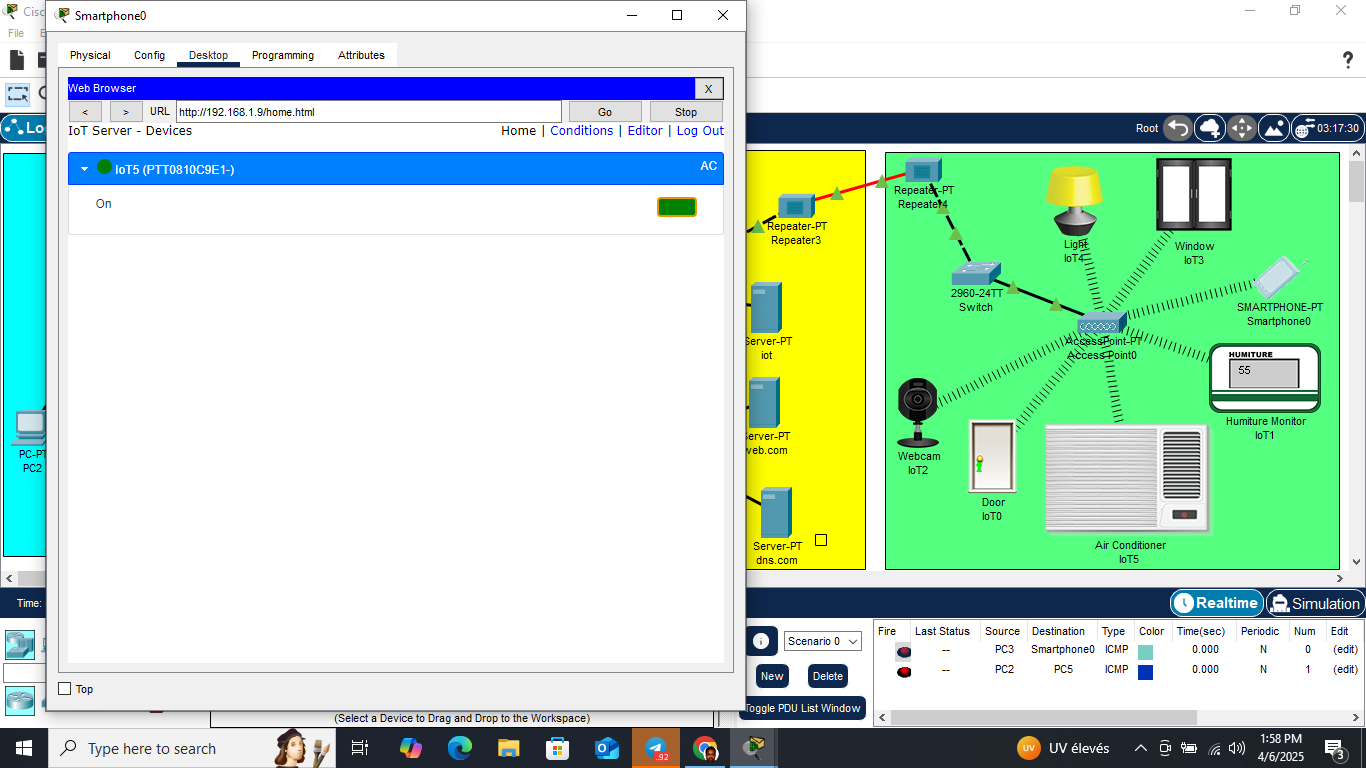 Cisc
Smartphone0
File
E
Physical
Config
Desktop
Programming
Attributes
Web Browser
X
<
>
URL
http://192.168.1.9/home.html
Go
Stop
IoT Server - Devices
Home | Conditions | Editor | Log Out
IoT5 (PTT0810C9E1-)
AC
On
Top
Lo
Root
03:17:30
Repeater-PT
Repeater4
Repeater-PT
Repeater3
Light
IoT4
Window
IoT3
2960-24TT
Switch
SMARTPHONE-PT
Smartphone0
AccessPoint-PT
Access Point0
HUMITURE
55
Humiture Monitor
IoT1
Server-PT
iot
Server-PT
web.com
Server-PT
dns.com
Webcam
IoT2
Door
IoT0
Air Conditioner
IoT5
PC-PT
PC2
Time:
Realtime
Simulation
Scenario 0
New
Delete
Toggle PDU List Window
Fire Last Status Source Destination Type Color Time(sec) Periodic Num Edit
-- PC3 Smartphone0 ICMP 0.000 N 0 (edit)
-- PC2 PC5 ICMP 0.000 N 1 (edit)
(Select a Device to Drag and Drop to the Workspace)
Type here to search
.92
UV
UV élevés
1:58 PM
4/6/2025
3